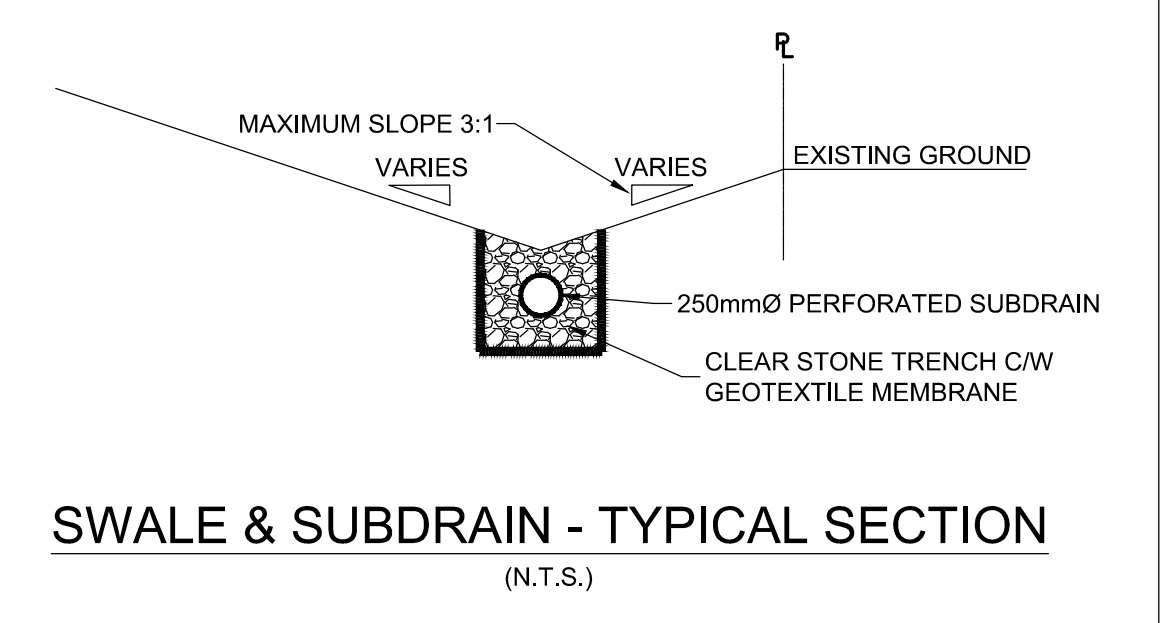 PL
MAXIMUM SLOPE 3:1
VARIES
VARIES
EXISTING GROUND
250mmØ PERFORATED SUBDRAIN
CLEAR STONE TRENCH C/W
GEOTEXTILE MEMBRANE
SWALE & SUBDRAIN - TYPICAL SECTION
(N.T.S.)